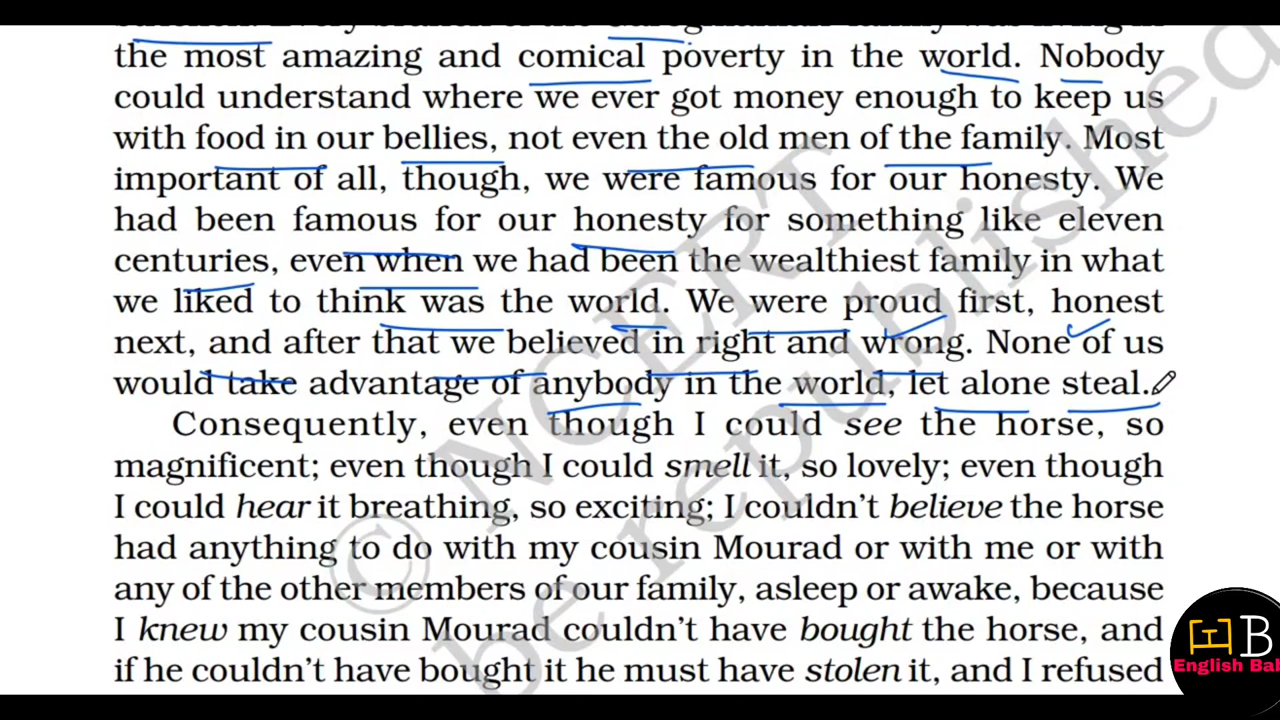 the most amazing and comical poverty in the world. Nobody
could understand where we ever got money enough to keep us
with food in our bellies, not even the old men of the family. Most
important of all, though, we were famous for our honesty. We
had been famous for our honesty for something like eleven
centuries, even when we had been the wealthiest family in what
we liked to think was the world. We were proud first, honest
next, and after that we believed in right and wrong. None of us
would take advantage of anybody in the world, let alone steal.
Consequently, even though I could see the horse, so
magnificent; even though I could smell it, so lovely; even though
I could hear it breathing, so exciting; I couldn't believe the horse
had anything to do with my cousin Mourad or with me or with
any of the other members of our family, asleep or awake, because
I knew my cousin Mourad couldn't have bought the horse, and
if he couldn't have bought it he must have stolen it, and I refused
© NCERT
be republished
B
English Bal